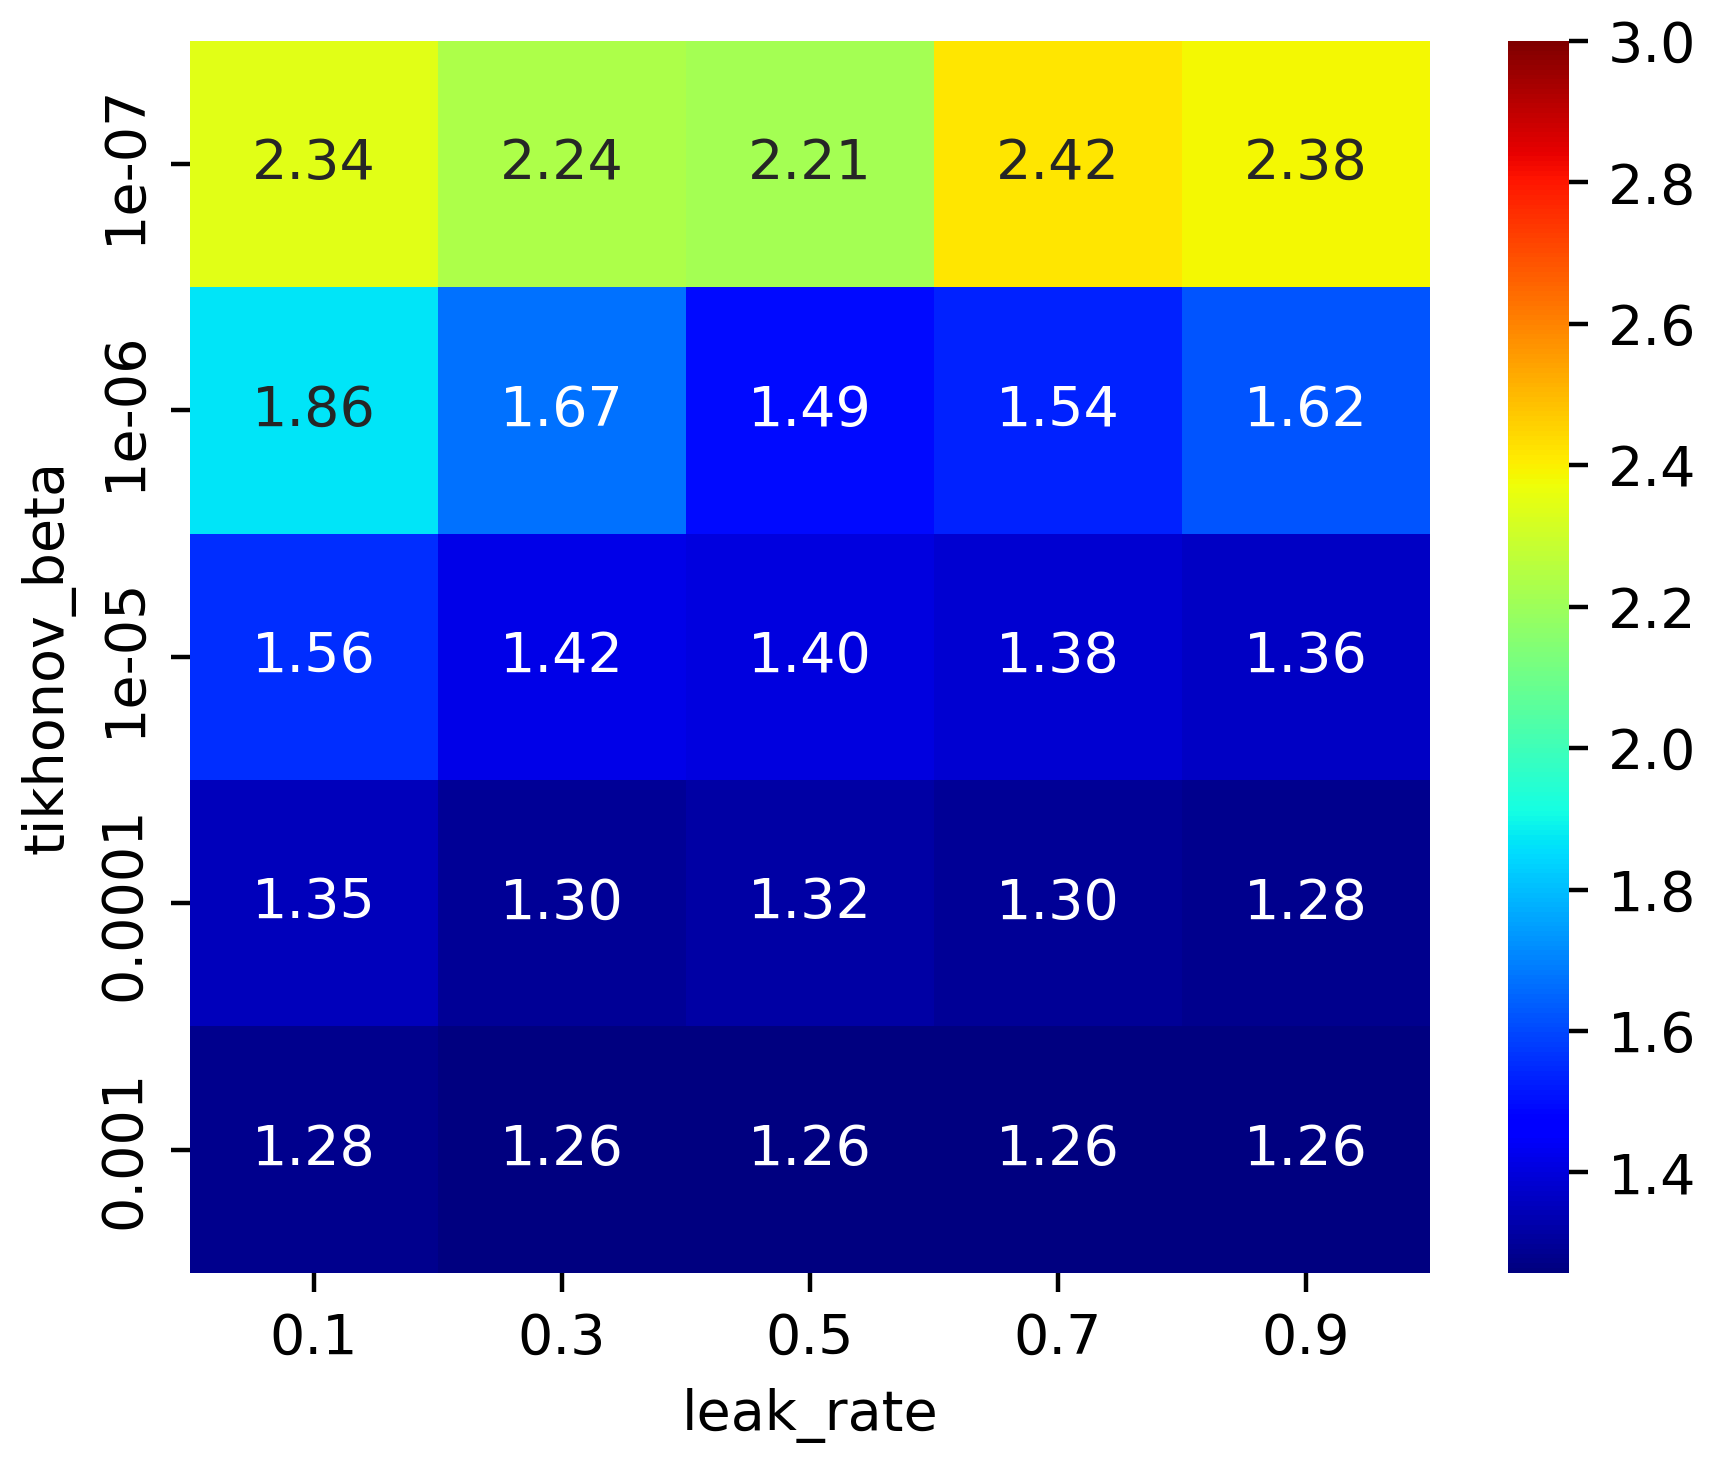 3.0
1e-07 2.34 2.24 2.21 2.42 2.38 2.8
2.6
1e-06 1.86 1.67 1.49 1.54 1.62 2.4
2.2
tikhonov_beta
1e-05 1.56 1.42 1.40 1.38 1.36 2.0
1.8
0.0001 1.35 1.30 1.32 1.30 1.28 1.6
0.001 1.28 1.26 1.26 1.26 1.26 1.4
0.1 0.3 0.5 0.7 0.9
leak_rate